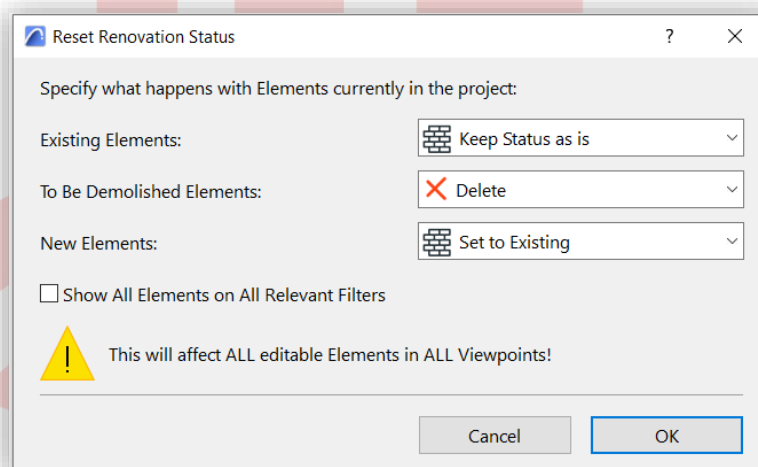 Reset Renovation Status
Specify what happens with Elements currently in the project:
Existing Elements: Keep Status as is
To Be Demolished Elements: Delete
New Elements: Set to Existing
Show All Elements on All Relevant Filters
This will affect ALL editable Elements in ALL Viewpoints!
Cancel OK